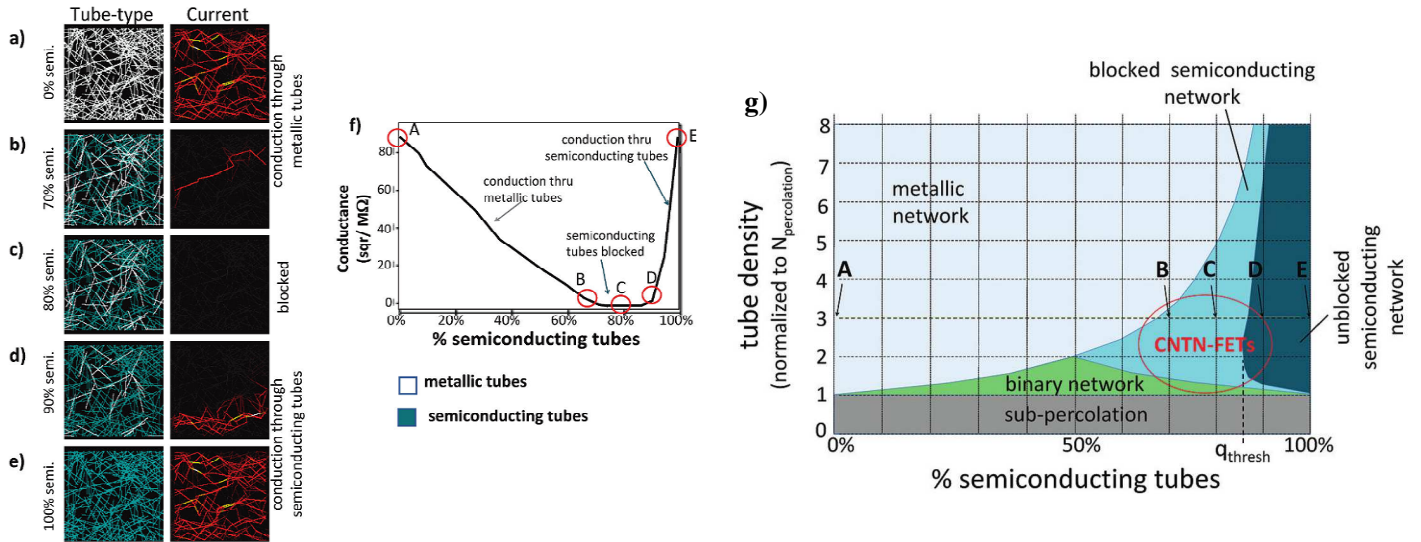 Tube-type
Current
a)
0% semi.
b)
70% semi.
conduction through
metallic tubes
c)
80% semi.
blocked
d)
90% semi.
e)
100% semi.
conduction through
semiconducting tubes
f)
A
E
conduction thru
semiconducting tubes
conduction thru
metallic tubes
semiconducting
tubes blocked
B
C
D
Conductance
(sqr/ MΩ)
80
60
40
20
0
0%
20%
40%
60%
80%
100%
% semiconducting tubes
metallic tubes
semiconducting tubes
g)
blocked semiconducting
network
metallic
network
A
B
C
D
E
CNTN-FETs
binary network
sub-percolation
unblocked
semiconducting
network
tube density
(normalized to Npercolation)
8
7
6
5
4
3
2
1
0
0%
50%
qthresh
100%
% semiconducting tubes